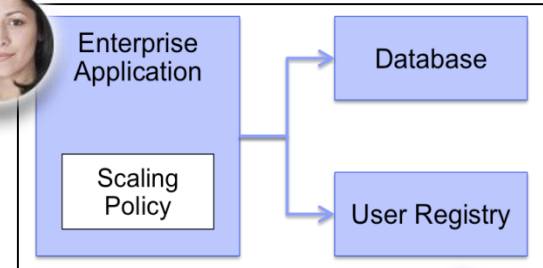 Enterprise
Application
Scaling
Policy
Database
User Registry